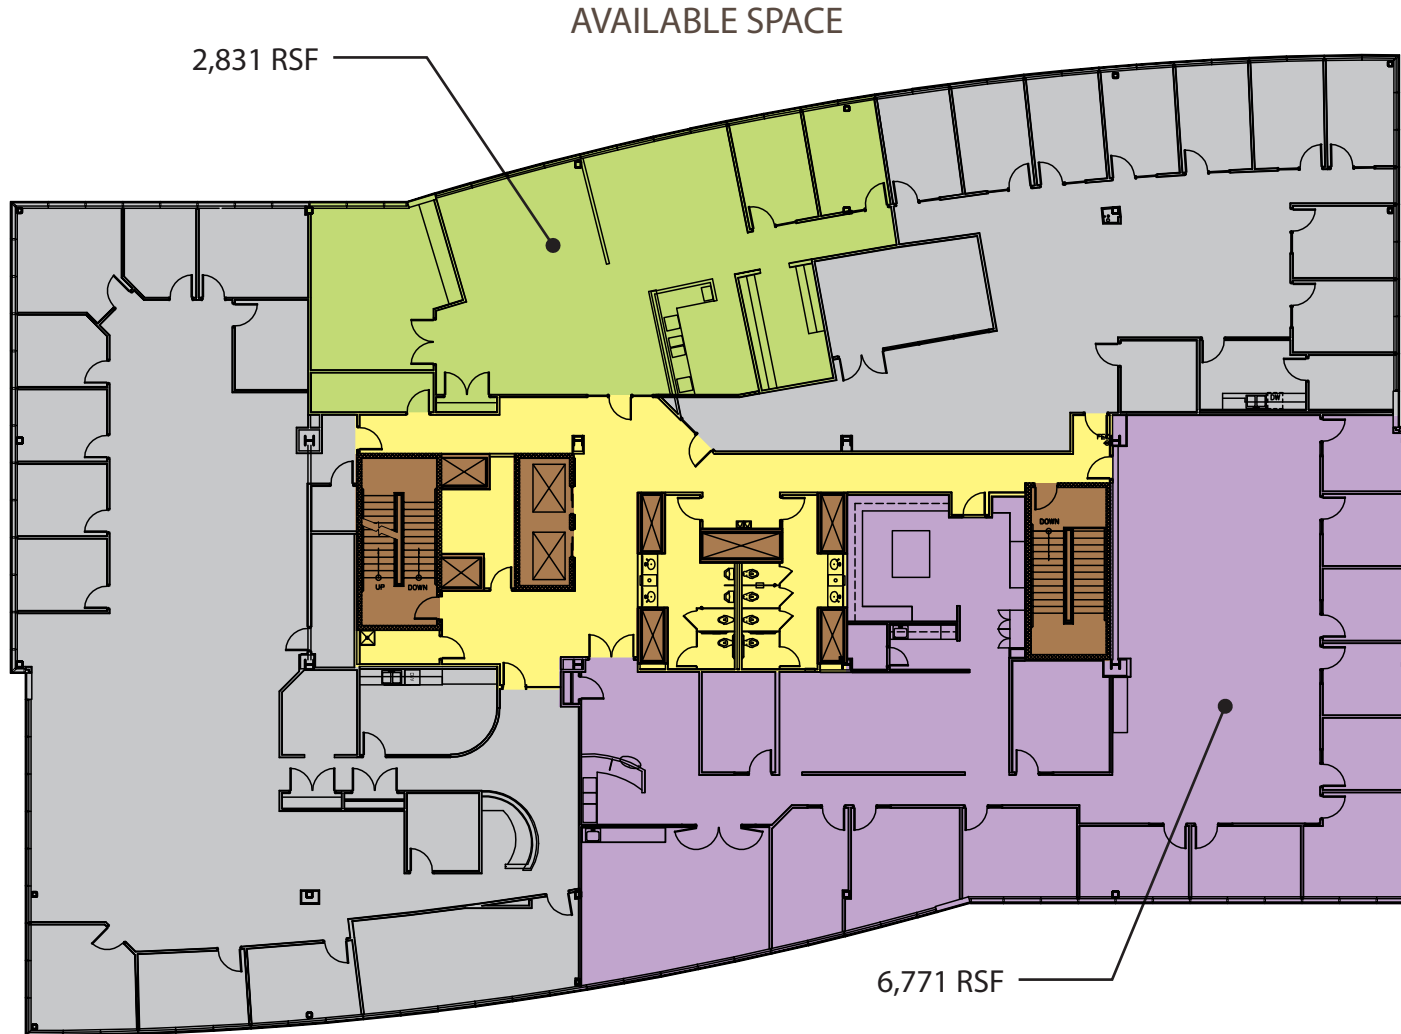 AVAILABLE SPACE
2,831 RSF
DW
DOWN
UP
DOWN
6,771 RSF